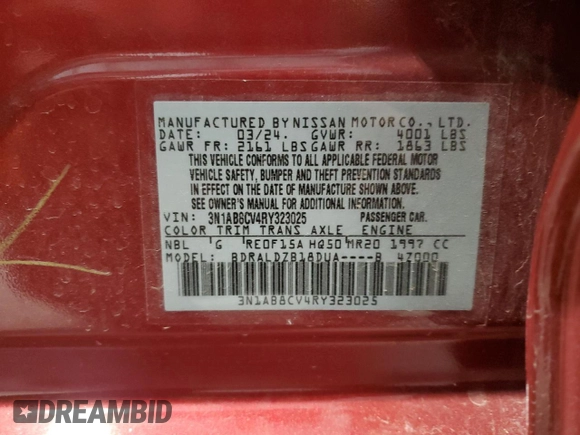 MANUFACTURED BY NISSAN MOTOR CO., LTD.
DATE: 03/24. GVWR: 4001 LBS
GAWR FR: 2161 LBS GAWR RR: 1863 LBS
THIS VEHICLE CONFORMS TO ALL APPLICABLE FEDERAL MOTOR
VEHICLE SAFETY, BUMPER AND THEFT PREVENTION STANDARDS
IN EFFECT ON THE DATE OF MANUFACTURE SHOWN ABOVE.
SEE OWNER'S MANUAL FOR ADDITIONAL INFORMATION.
VIN: 3N1AB8CV4RY323025 PASSENGER CAR.
COLOR TRIM TRANS AXLE ENGINE
NBL 'G 'RE0F15A HQ50'MR20 1997 CC
MODEL: BDRALDZB18DUA----B 4Z000
3N1AB8CV4RY323025
DREAMBID